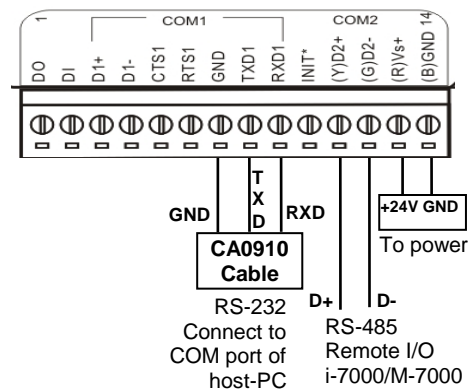 COM1 COM2
1
DO
DI
D1+
D1-
CTS1
RTS1
GND
TXD1
RXD1
INIT*
(Y)D2+
(G)D2-
(R)Vs+
(B)GND
14
GND
TXD
RXD
+24V GND
To power
CA0910
Cable
RS-232
Connect to
COM port of
host-PC
D+ D-
RS-485
Remote I/O
i-7000/M-7000